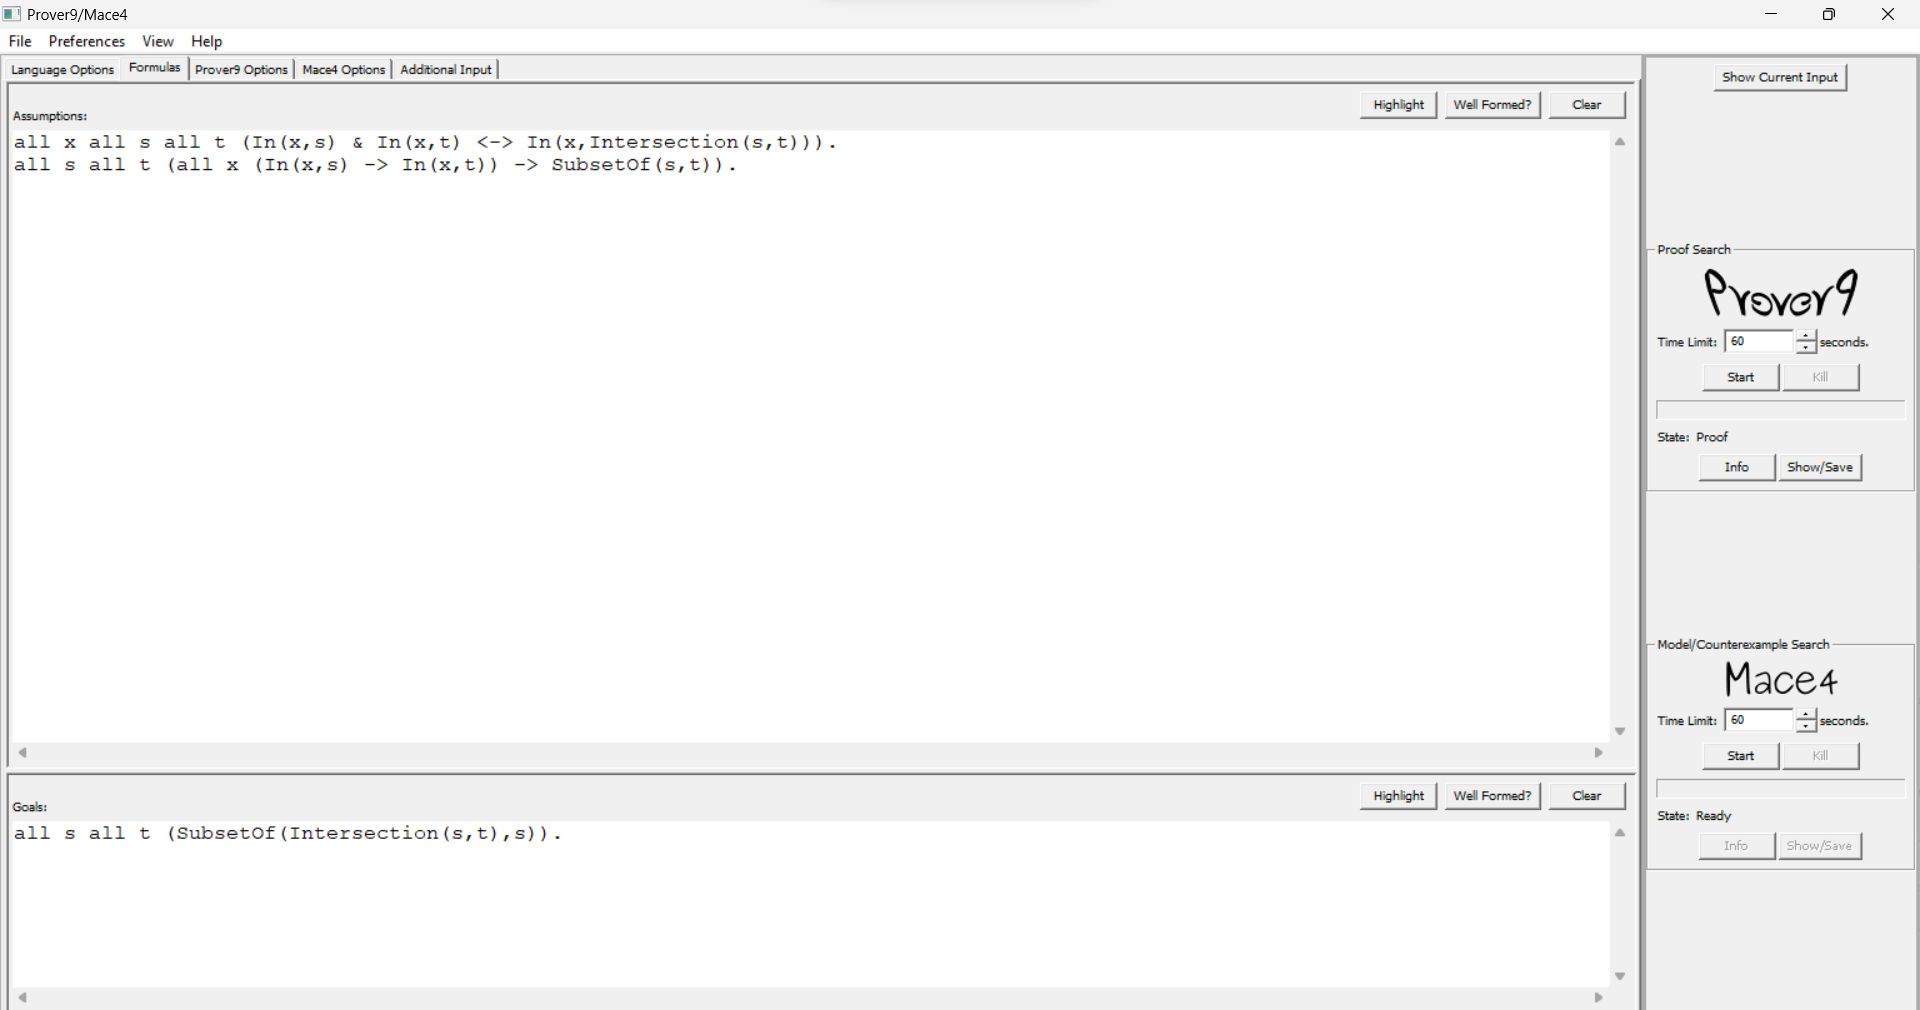 Prover9/Mace4
File Preferences View Help
Language Options Formulas Prover9 Options Mace4 Options Additional Input
Show Current Input
Assumptions:
Highlight Well Formed? Clear
all x all s all t (In(x,s) & In(x,t) <-> In(x,Intersection(s,t))).
all s all t (all x (In(x,s) -> In(x,t)) -> SubsetOf(s,t)).
Proof Search
Prover9
Time Limit: 60 seconds.
Start Kill
State: Proof
Info Show/Save
Model/Counterexample Search
Mace4
Time Limit: 60 seconds.
Start Kill
State: Ready
Info Show/Save
Goals:
Highlight Well Formed? Clear
all s all t (SubsetOf(Intersection(s,t),s)).